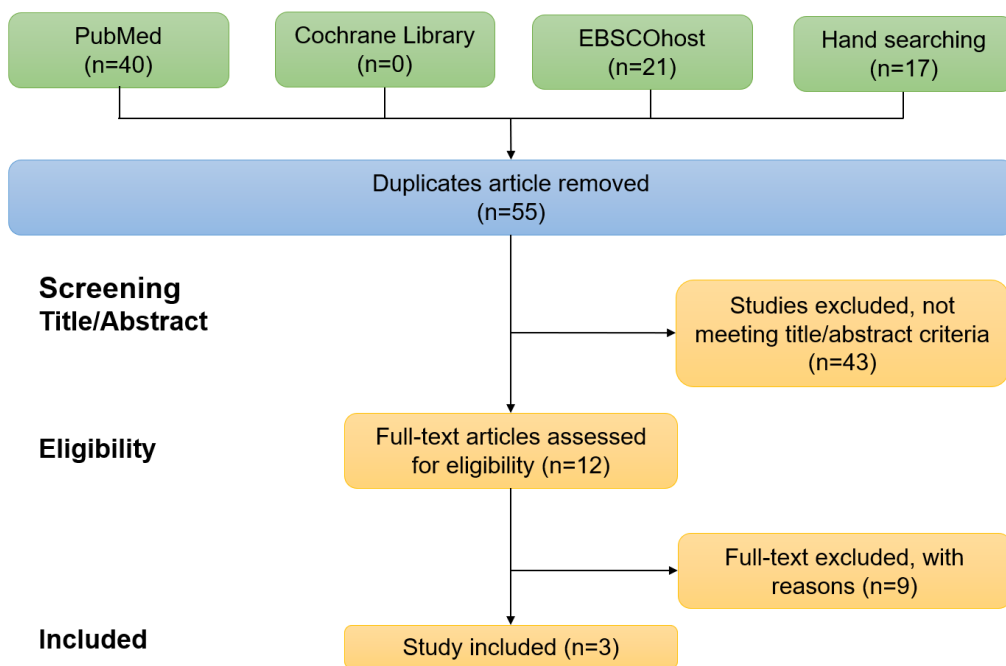 PubMed
(n=40)
Cochrane Library
(n=0)
EBSCOhost
(n=21)
Hand searching
(n=17)
Duplicates article removed
(n=55)
Screening
Title/Abstract
Studies excluded, not
meeting title/abstract criteria
(n=43)
Eligibility
Full-text articles assessed
for eligibility (n=12)
Full-text excluded, with
reasons (n=9)
Included
Study included (n=3)